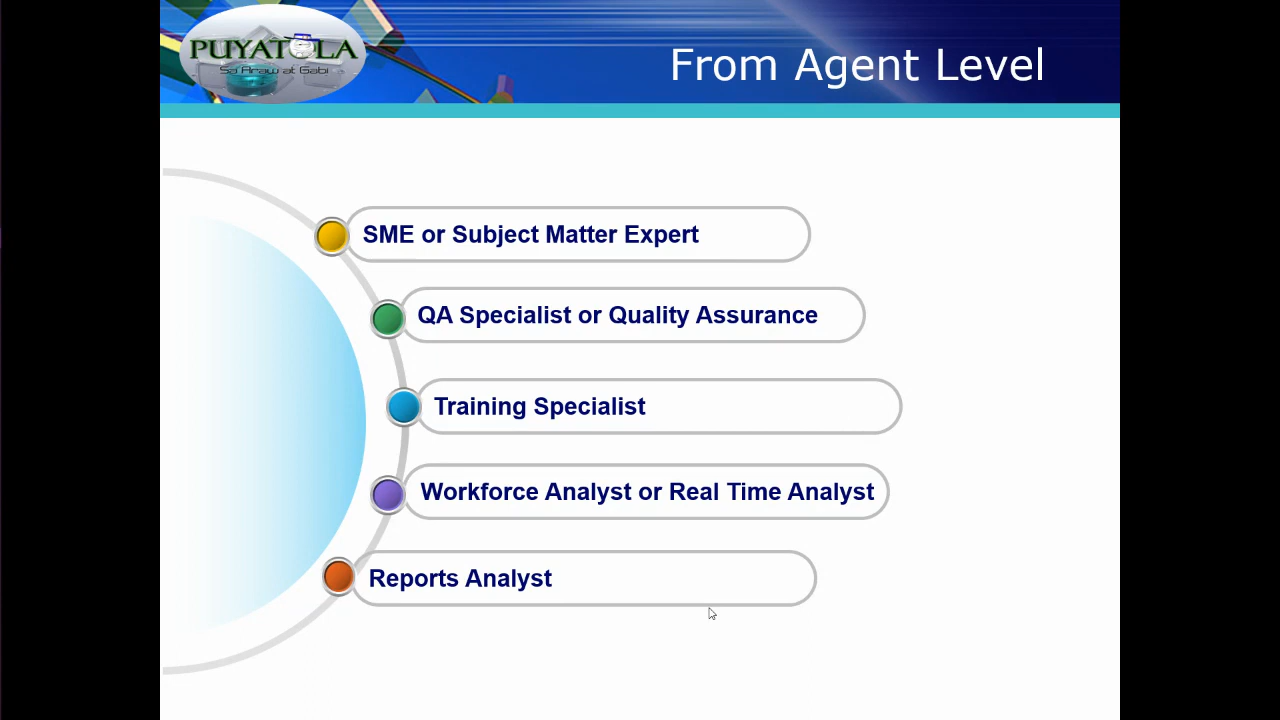 PUYATOLA
Sa Araw at Gabi
From Agent Level
SME or Subject Matter Expert
QA Specialist or Quality Assurance
Training Specialist
Workforce Analyst or Real Time Analyst
Reports Analyst